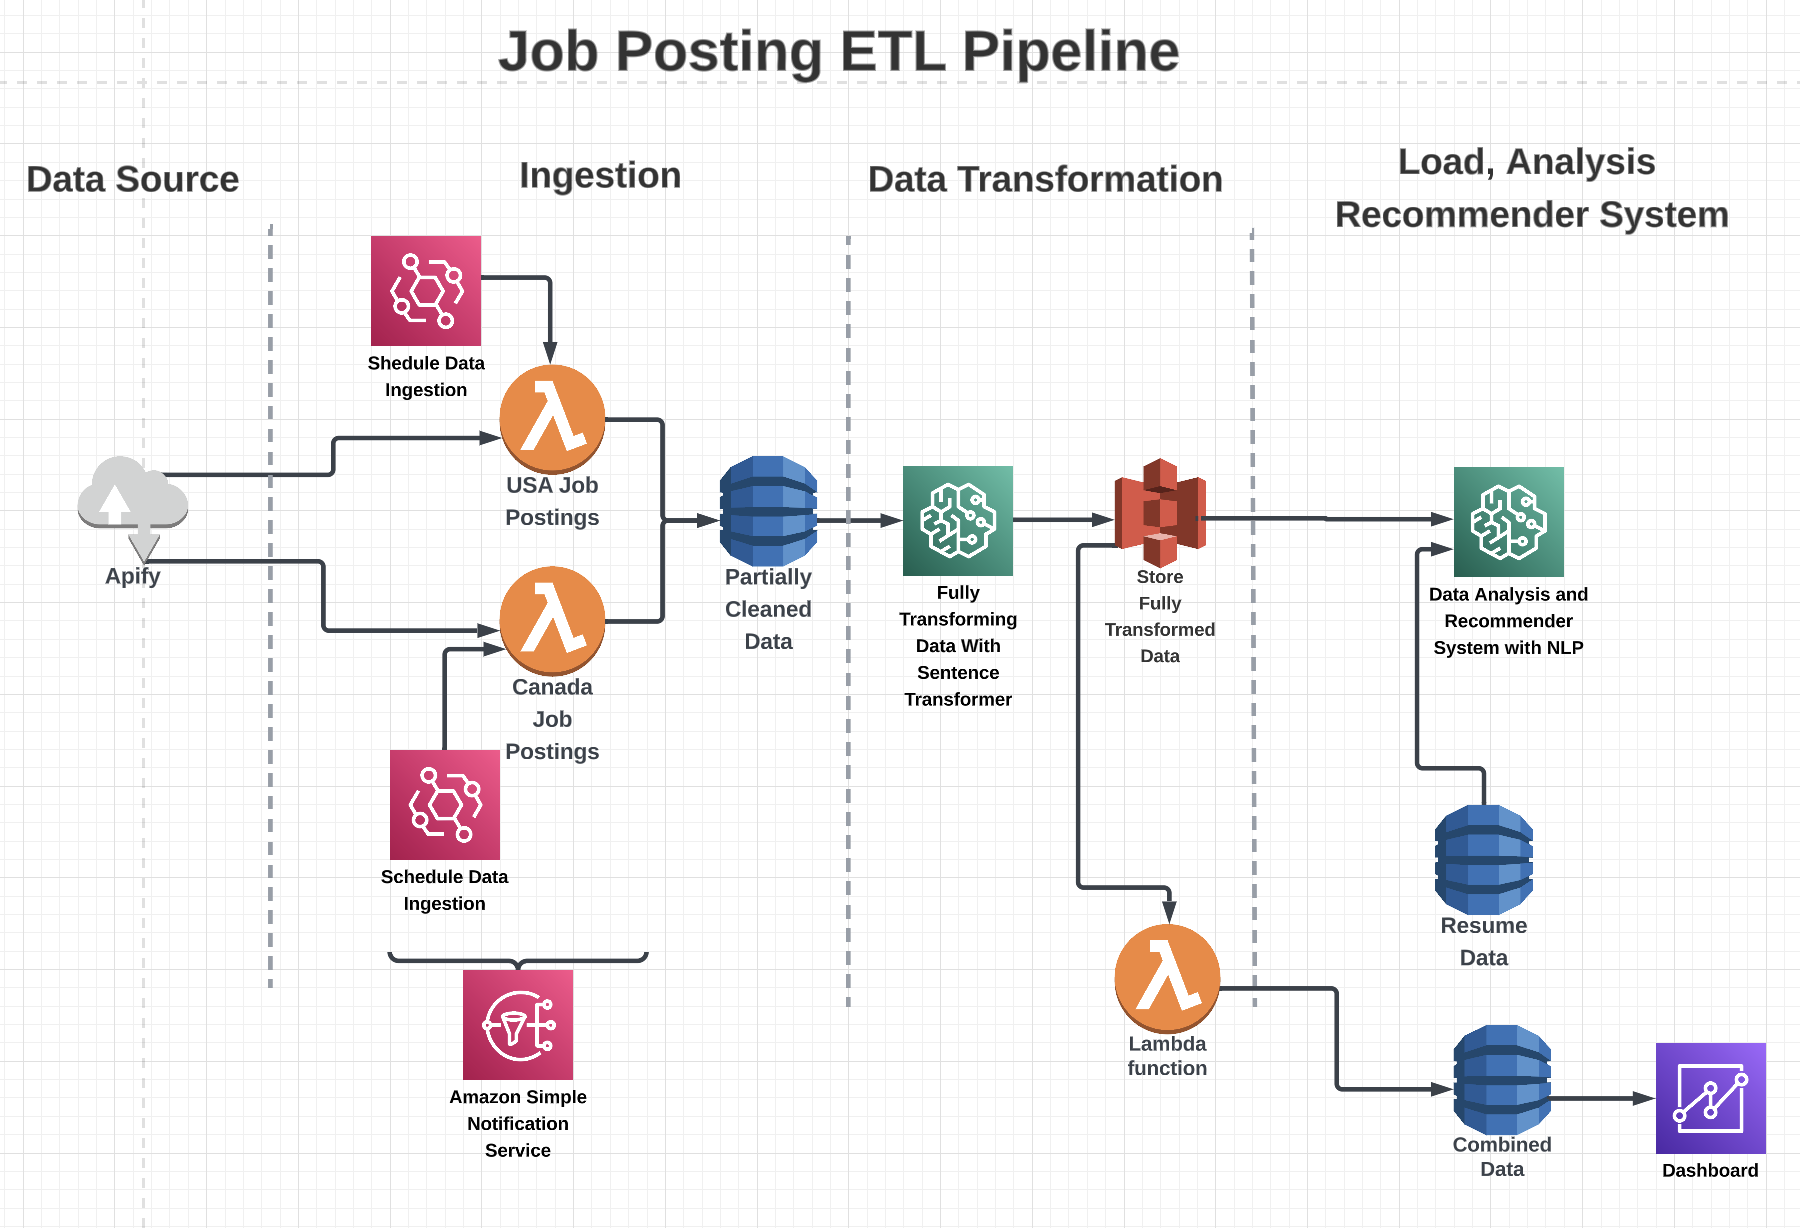 Job Posting ETL Pipeline
Data Source
Ingestion
Data Transformation
Load, Analysis
Recommender System
Shedule Data
Ingestion
USA Job
Postings
Apify
Canada
Job
Postings
Schedule Data
Ingestion
Amazon Simple
Notification
Service
Partially
Cleaned
Data
Fully
Transforming
Data With
Sentence
Transformer
Store
Fully
Transformed
Data
Lambda
function
Data Analysis and
Recommender
System with NLP
Resume
Data
Combined
Data
Dashboard